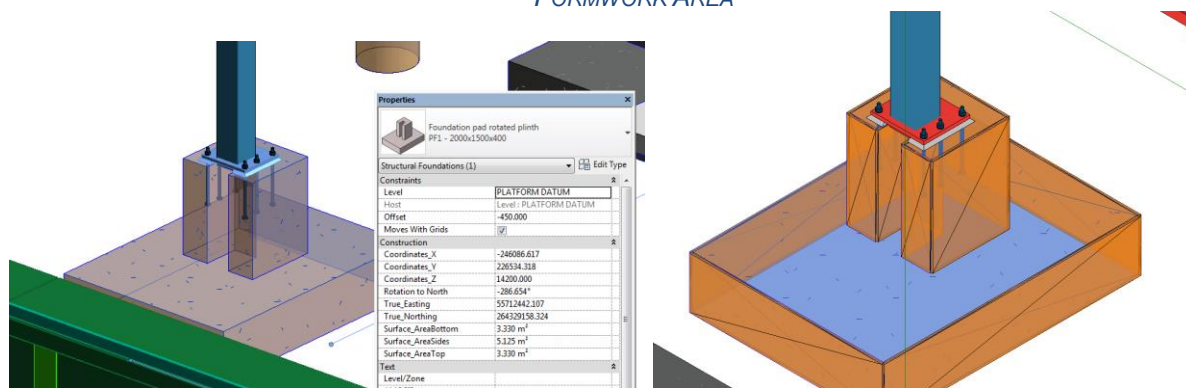 FORMWORK AREA
Properties
Foundation pad rotated plinth
PF1 - 2000x1500x400
Structural Foundations (1) Edit Type
Constraints
Level PLATFORM DATUM
Host Level : PLATFORM DATUM
Offset -450.000
Moves With Grids
Construction
Coordinates_X -246086.617
Coordinates_Y 226534.318
Coordinates_Z 14200.000
Rotation to North -286.654°
True_Easting 55712442.107
True_Northing 264329158.324
Surface_AreaBottom 3.330 m²
Surface_AreaSides 5.125 m²
Surface_AreaTop 3.330 m²
Text
Level/Zone